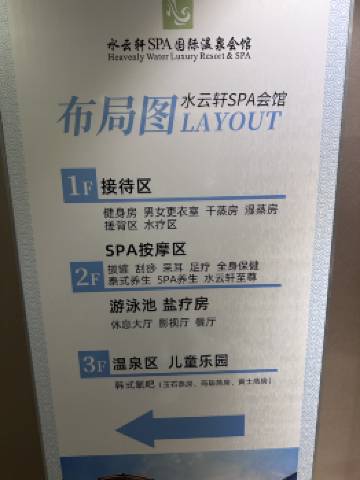 水云轩SPA国际温泉会馆
Heavenly Water Luxury Resort & SPA
布局图 水云轩SPA会馆
LAYOUT
1F 接待区
健身房 男女更衣室 干蒸房 湿蒸房
搓背区 水疗区
SPA按摩区
2F 拔罐 刮痧 采耳 足疗 全身保健
泰式养生 SPA养生 水云轩至尊
游泳池 盐疗房
休息大厅 影视厅 餐厅
3F 温泉区 儿童乐园
韩式氧吧